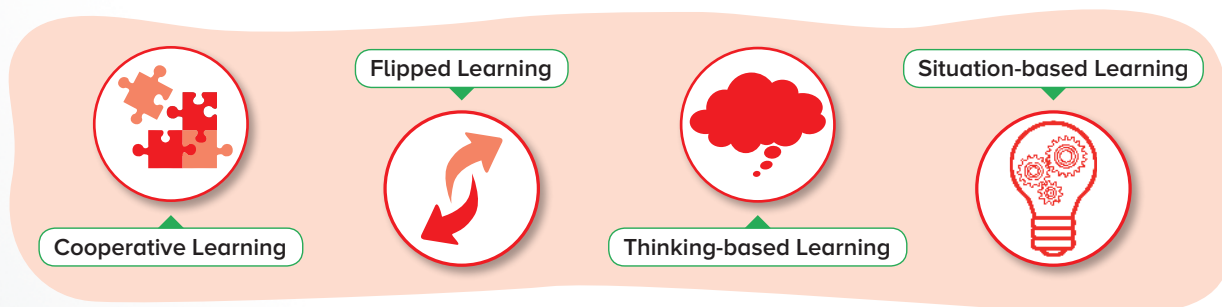 Cooperative Learning
Flipped Learning
Thinking-based Learning
Situation-based Learning